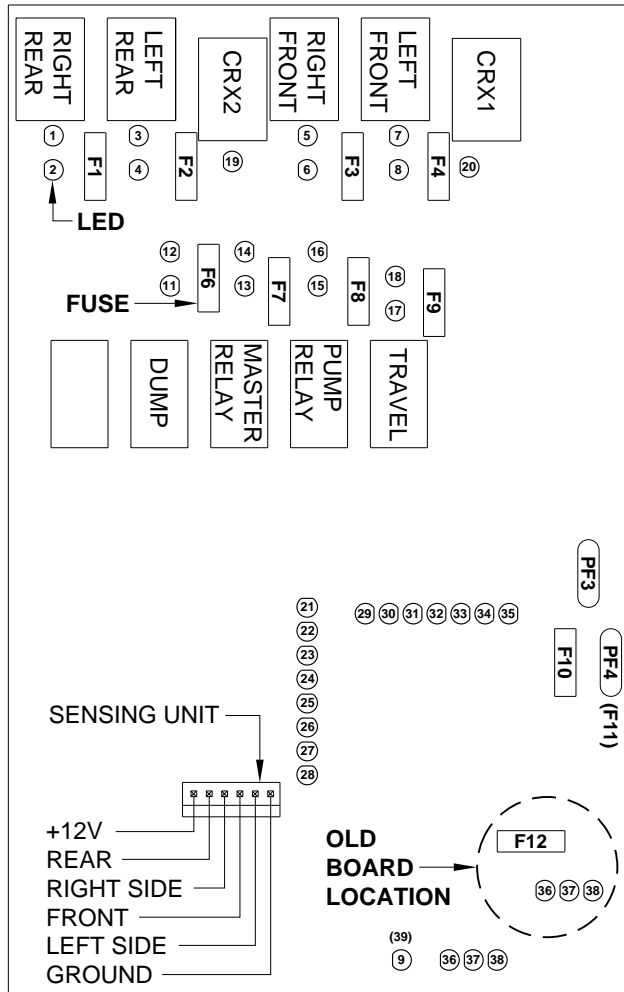 RIGHT
REAR
LEFT
REAR
CRX2
RIGHT
FRONT
LEFT
FRONT
CRX1
1
3
5
7
2
F1
4
F2
19
6
F3
8
F4
20
LED
12
14
16
18
11
F6
13
F7
15
F8
17
F9
FUSE
DUMP
MASTER
RELAY
PUMP
RELAY
TRAVEL
PF3
21
29 30 31 32 33 34 35
22
23
24
25
26
27
28
F10
PF4
(F11)
SENSING UNIT
+12V
REAR
RIGHT SIDE
FRONT
LEFT SIDE
GROUND
OLD
BOARD
LOCATION
F12
36 37 38
(39)
9
36 37 38